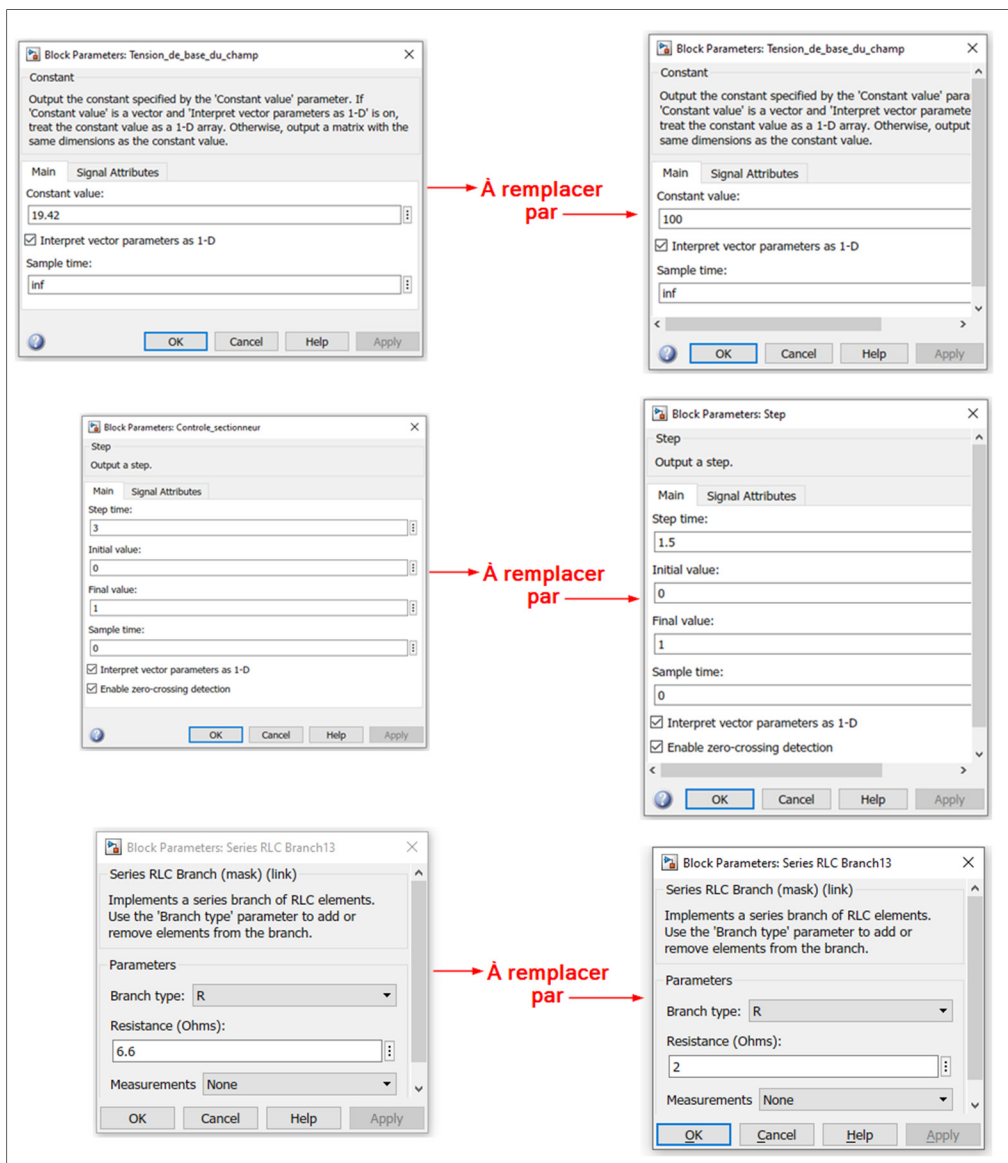 Block Parameters: Tension_de_base_du_champ
Constant
Output the constant specified by the 'Constant value' parameter. If
'Constant value' is a vector and 'Interpret vector parameters as 1-D' is on,
treat the constant value as a 1-D array. Otherwise, output a matrix with the
same dimensions as the constant value.
Main Signal Attributes
Constant value:
19.42
Interpret vector parameters as 1-D
Sample time:
inf
OK Cancel Help Apply
À remplacer
par
Block Parameters: Tension_de_base_du_champ
Constant
Output the constant specified by the 'Constant value' para
'Constant value' is a vector and 'Interpret vector paramete
treat the constant value as a 1-D array. Otherwise, output
same dimensions as the constant value.
Main Signal Attributes
Constant value:
100
Interpret vector parameters as 1-D
Sample time:
inf
OK Cancel Help Apply
Block Parameters: Controle_sectionneur
Step
Output a step.
Main Signal Attributes
Step time:
3
Initial value:
0
Final value:
1
Sample time:
0
Interpret vector parameters as 1-D
Enable zero-crossing detection
OK Cancel Help Apply
À remplacer
par
Block Parameters: Step
Step
Output a step.
Main Signal Attributes
Step time:
1.5
Initial value:
0
Final value:
1
Sample time:
0
Interpret vector parameters as 1-D
Enable zero-crossing detection
OK Cancel Help Apply
Block Parameters: Series RLC Branch13
Series RLC Branch (mask) (link)
Implements a series branch of RLC elements.
Use the 'Branch type' parameter to add or
remove elements from the branch.
Parameters
Branch type: R
Resistance (Ohms):
6.6
Measurements None
OK Cancel Help Apply
À remplacer
par
Block Parameters: Series RLC Branch13
Series RLC Branch (mask) (link)
Implements a series branch of RLC elements.
Use the 'Branch type' parameter to add or
remove elements from the branch.
Parameters
Branch type: R
Resistance (Ohms):
2
Measurements None
OK Cancel Help Apply